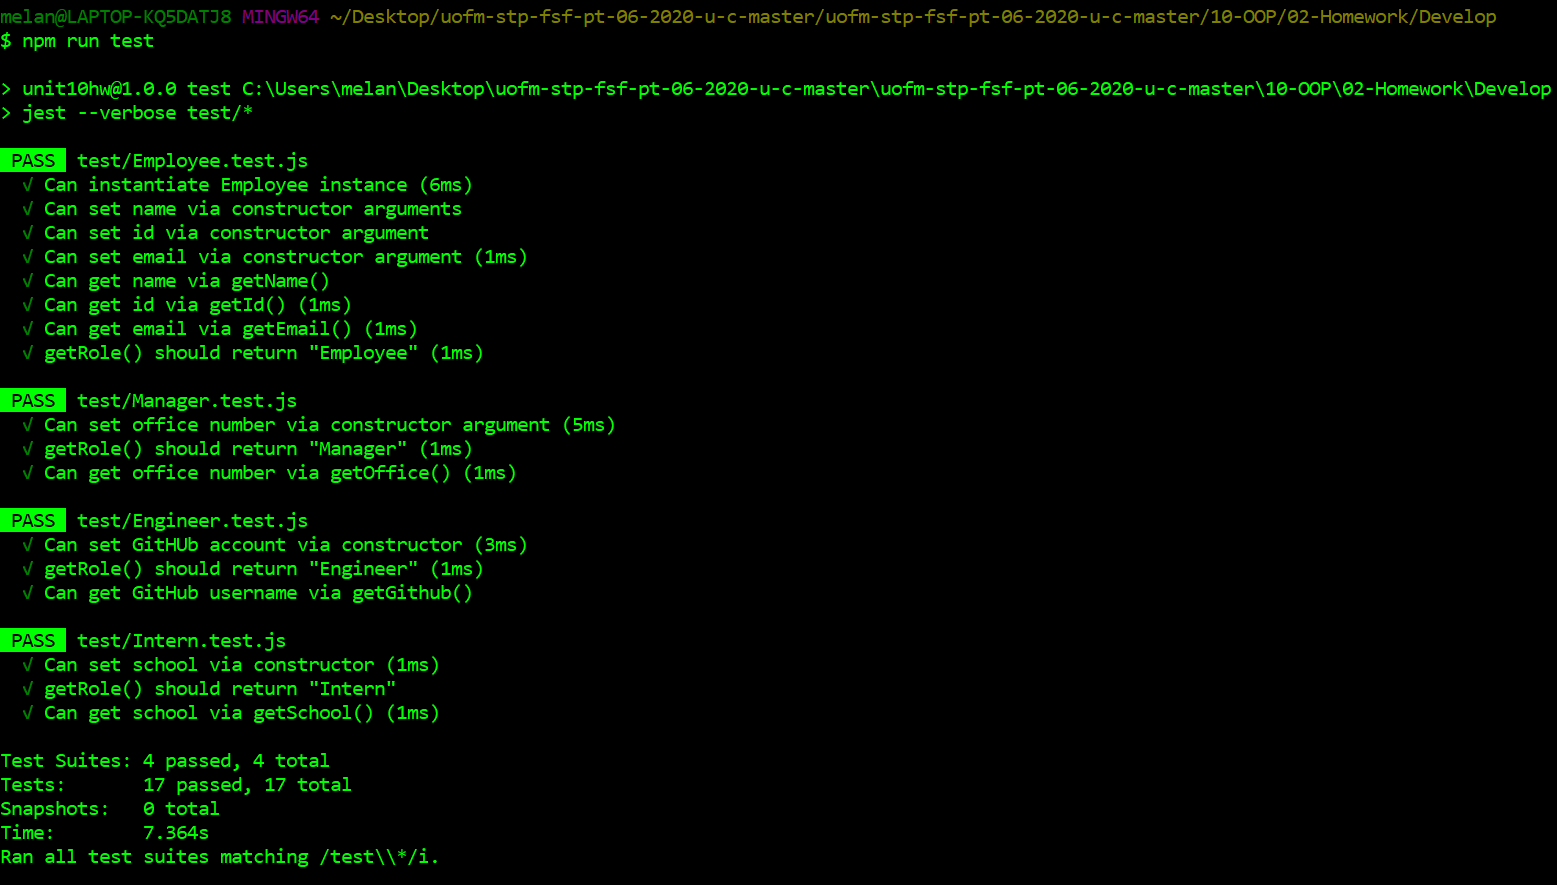 melan@LAPTOP-KQ5DATJ8 MINGW64 ~/Desktop/uofm-stp-fsf-pt-06-2020-u-c-master/uofm-stp-fsf-pt-06-2020-u-c-master/10-OOP/02-Homework/Develop
$ npm run test
> unit10hw@1.0.0 test C:\Users\melan\Desktop\uofm-stp-fsf-pt-06-2020-u-c-master\uofm-stp-fsf-pt-06-2020-u-c-master\10-OOP\02-Homework\Develop
> jest --verbose test/*
PASS test/Employee.test.js
√ Can instantiate Employee instance (6ms)
√ Can set name via constructor arguments
√ Can set id via constructor argument
√ Can set email via constructor argument (1ms)
√ Can get name via getName()
√ Can get id via getId() (1ms)
√ Can get email via getEmail() (1ms)
√ getRole() should return "Employee" (1ms)
PASS test/Manager.test.js
√ Can set office number via constructor argument (5ms)
√ getRole() should return "Manager" (1ms)
√ Can get office number via getOffice() (1ms)
PASS test/Engineer.test.js
√ Can set GitHUb account via constructor (3ms)
√ getRole() should return "Engineer" (1ms)
√ Can get GitHub username via getGithub()
PASS test/Intern.test.js
√ Can set school via constructor (1ms)
√ getRole() should return "Intern"
√ Can get school via getSchool() (1ms)
Test Suites: 4 passed, 4 total
Tests: 17 passed, 17 total
Snapshots: 0 total
Time: 7.364s
Ran all test suites matching /test\\*/i.